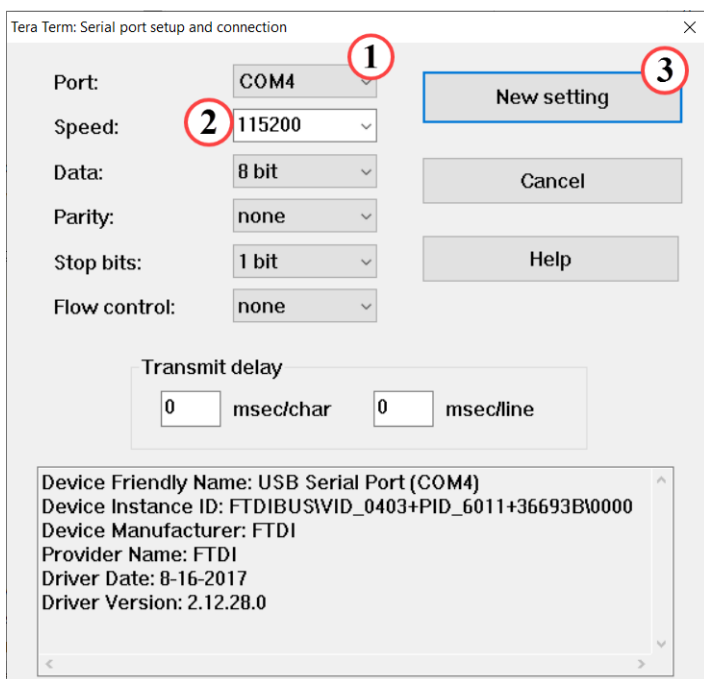 Tera Term: Serial port setup and connection
1
Port: COM4
3
New setting
2
Speed: 115200
Data: 8 bit
Cancel
Parity: none
Stop bits: 1 bit
Help
Flow control: none
Transmit delay
0 msec/char 0 msec/line
Device Friendly Name: USB Serial Port (COM4)
Device Instance ID: FTDIBUS\VID_0403+PID_6011+36693B\0000
Device Manufacturer: FTDI
Provider Name: FTDI
Driver Date: 8-16-2017
Driver Version: 2.12.28.0